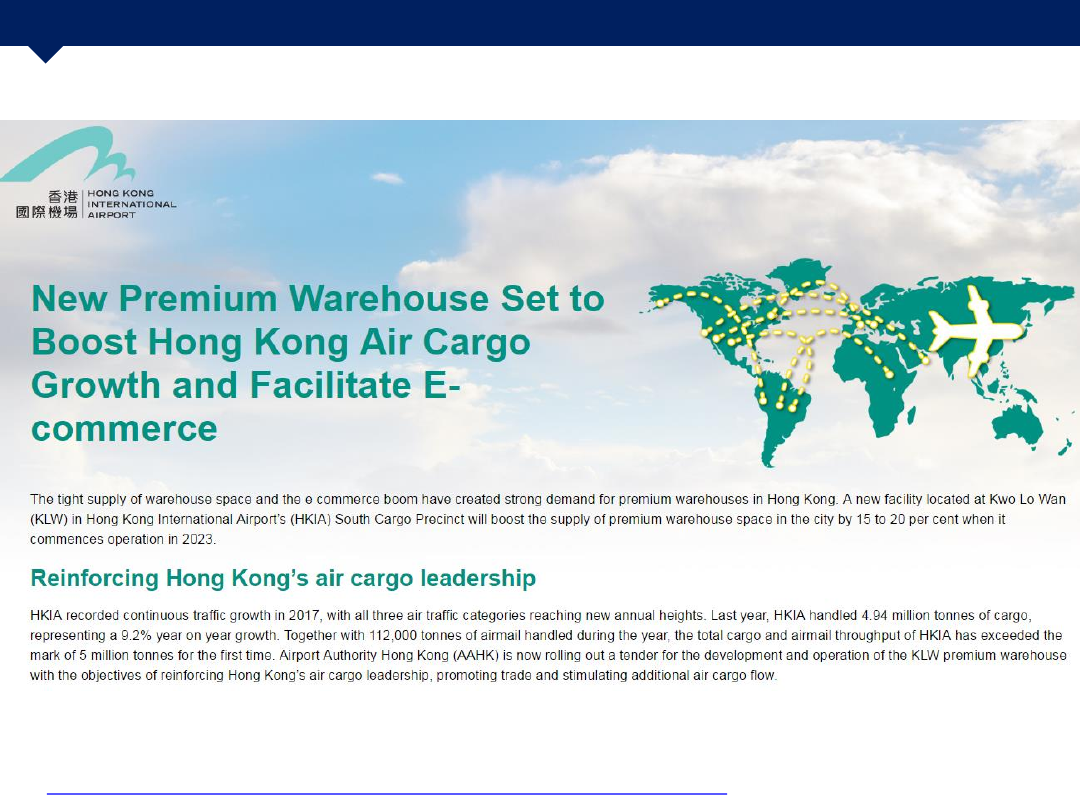 香港
國際機場
HONG KONG
INTERNATIONAL
AIRPORT
New Premium Warehouse Set to
Boost Hong Kong Air Cargo
Growth and Facilitate E-
commerce
The tight supply of warehouse space and the e commerce boom have created strong demand for premium warehouses in Hong Kong. A new facility located at Kwo Lo Wan
(KLW) in Hong Kong International Airport's (HKIA) South Cargo Precinct will boost the supply of premium warehouse space in the city by 15 to 20 per cent when it
commences operation in 2023.
Reinforcing Hong Kong's air cargo leadership
HKIA recorded continuous traffic growth in 2017, with all three air traffic categories reaching new annual heights. Last year, HKIA handled 4.94 million tonnes of cargo,
representing a 9.2% year on year growth. Together with 112,000 tonnes of airmail handled during the year, the total cargo and airmail throughput of HKIA has exceeded the
mark of 5 million tonnes for the first time. Airport Authority Hong Kong (AAHK) is now rolling out a tender for the development and operation of the KLW premium warehouse
with the objectives of reinforcing Hong Kong's air cargo leadership, promoting trade and stimulating additional air cargo flow.